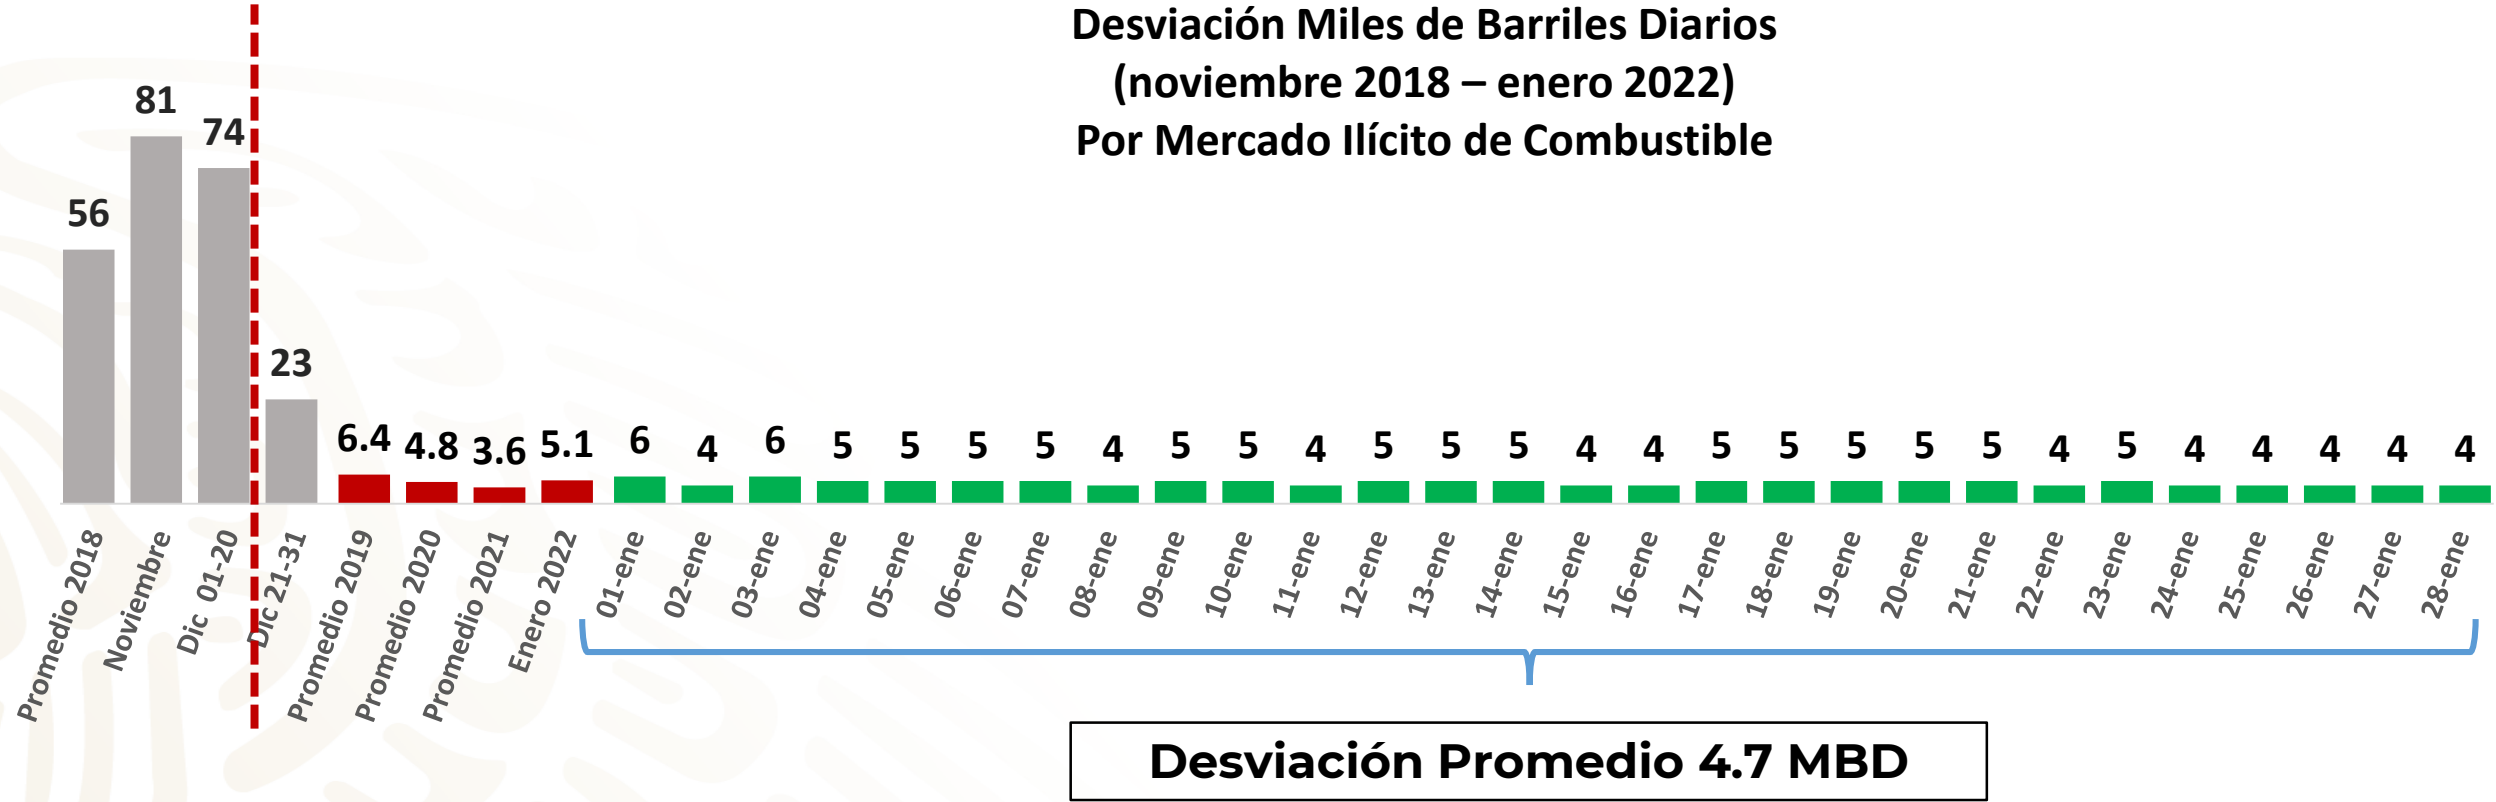 Desviación Miles de Barriles Diarios
(noviembre 2018 – enero 2022)
Por Mercado Ilícito de Combustible
56
81
74
23
6.4
4.8
3.6
5.1
6
4
6
5
5
5
5
4
5
5
4
5
5
5
4
4
5
5
5
5
5
4
5
4
4
4
4
4
Promedio 2018
Noviembre
Dic 01-20
Dic 21-31
Promedio 2019
Promedio 2020
Promedio 2021
Enero 2022
01-ene
02-ene
03-ene
04-ene
05-ene
06-ene
07-ene
08-ene
09-ene
10-ene
11-ene
12-ene
13-ene
14-ene
15-ene
16-ene
17-ene
18-ene
19-ene
20-ene
21-ene
22-ene
23-ene
24-ene
25-ene
26-ene
27-ene
28-ene
Desviación Promedio 4.7 MBD